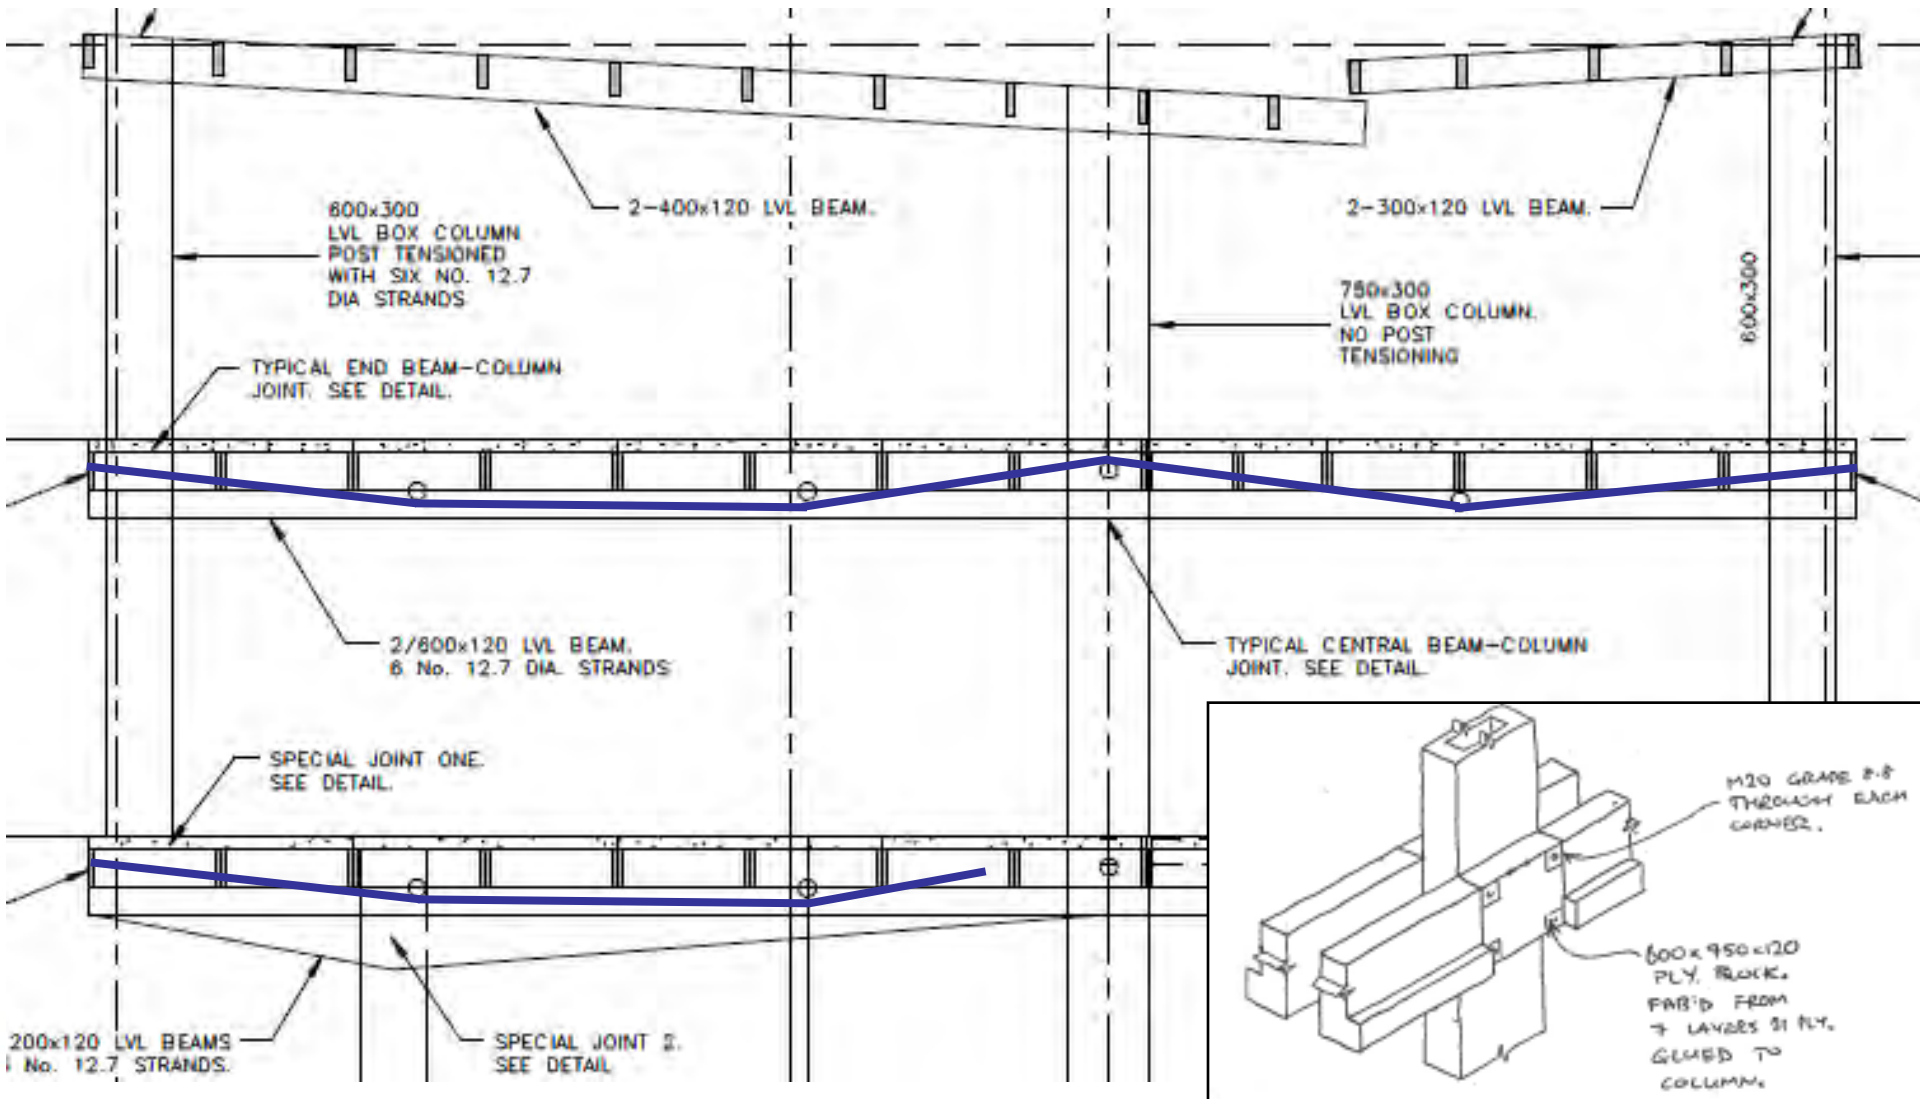 600x300
LVL BOX COLUMN
POST TENSIONED
WITH SIX NO. 12.7
DIA STRANDS
2-400x120 LVL BEAM.
2-300x120 LVL BEAM.
750x300
LVL BOX COLUMN.
NO POST
TENSIONING
600x300
TYPICAL END BEAM-COLUMN
JOINT. SEE DETAIL.
2/600x120 LVL BEAM.
6 No. 12.7 DIA. STRANDS
TYPICAL CENTRAL BEAM-COLUMN
JOINT. SEE DETAIL.
SPECIAL JOINT ONE.
SEE DETAIL.
200x120 LVL BEAMS
No. 12.7 STRANDS.
SPECIAL JOINT 2.
SEE DETAIL
M20 GRADE 8.8
THROUGH EACH
CORNER.
600x450x120
PLY. BLOCK.
FAB'D FROM
7 LAYERS 21 PLY.
GLUED TO
COLUMN.